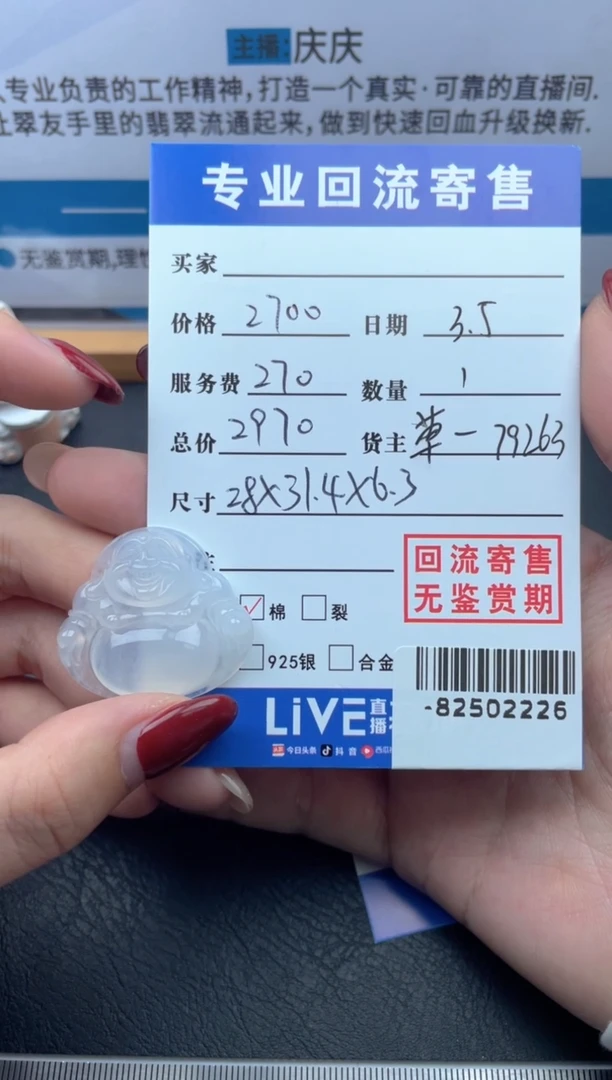 主播:庆庆
专业负责的工作精神,打造一个真实·可靠的直播间.
让翠友手里的翡翠流通起来,做到快速回血升级换新.
无鉴赏期,理性
专业回流寄售
买家
价格 2700 日期 3.5
服务费 270 数量 1
总价 2970 货主 革一 79263
尺寸 28X31.4X6.3
回流寄售
无鉴赏期
棉 裂
925银 合金
-82502226
LiVE 直播
今日头条 抖音 西瓜